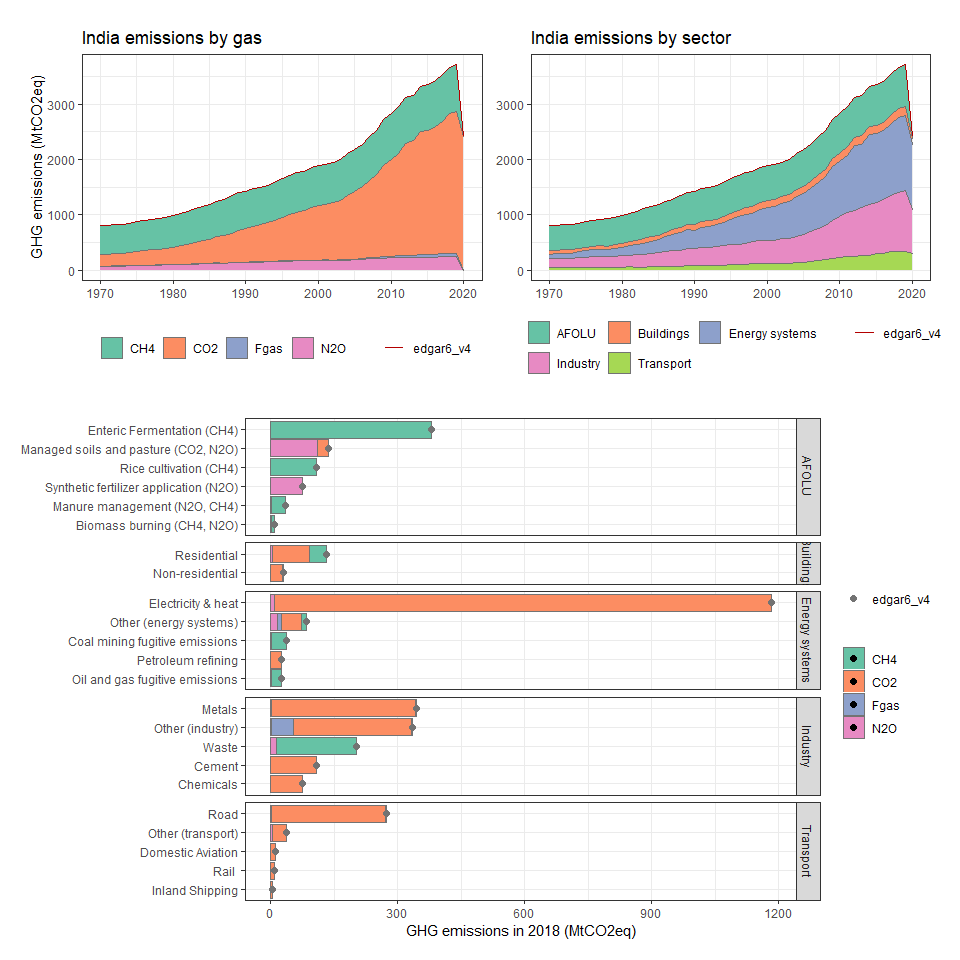 India emissions by gas
India emissions by sector
GHG emissions (MtCO2eq)
3000
2000
1000
0
1970
1980
1990
2000
2010
2020
3000
2000
1000
0
1970
1980
1990
2000
2010
2020
CH4
CO2
Fgas
N2O
edgar6_v4
AFOLU
Buildings
Energy systems
edgar6_v4
Industry
Transport
Enteric Fermentation (CH4)
Managed soils and pasture (CO2, N2O)
Rice cultivation (CH4)
Synthetic fertilizer application (N2O)
Manure management (N2O, CH4)
Biomass burning (CH4, N2O)
AFOLU
Residential
Non-residential
Building
Electricity & heat
Other (energy systems)
Coal mining fugitive emissions
Petroleum refining
Oil and gas fugitive emissions
Energy systems
Metals
Other (industry)
Waste
Cement
Chemicals
Industry
Road
Other (transport)
Domestic Aviation
Rail
Inland Shipping
Transport
0
300
600
900
1200
GHG emissions in 2018 (MtCO2eq)
edgar6_v4
CH4
CO2
Fgas
N2O